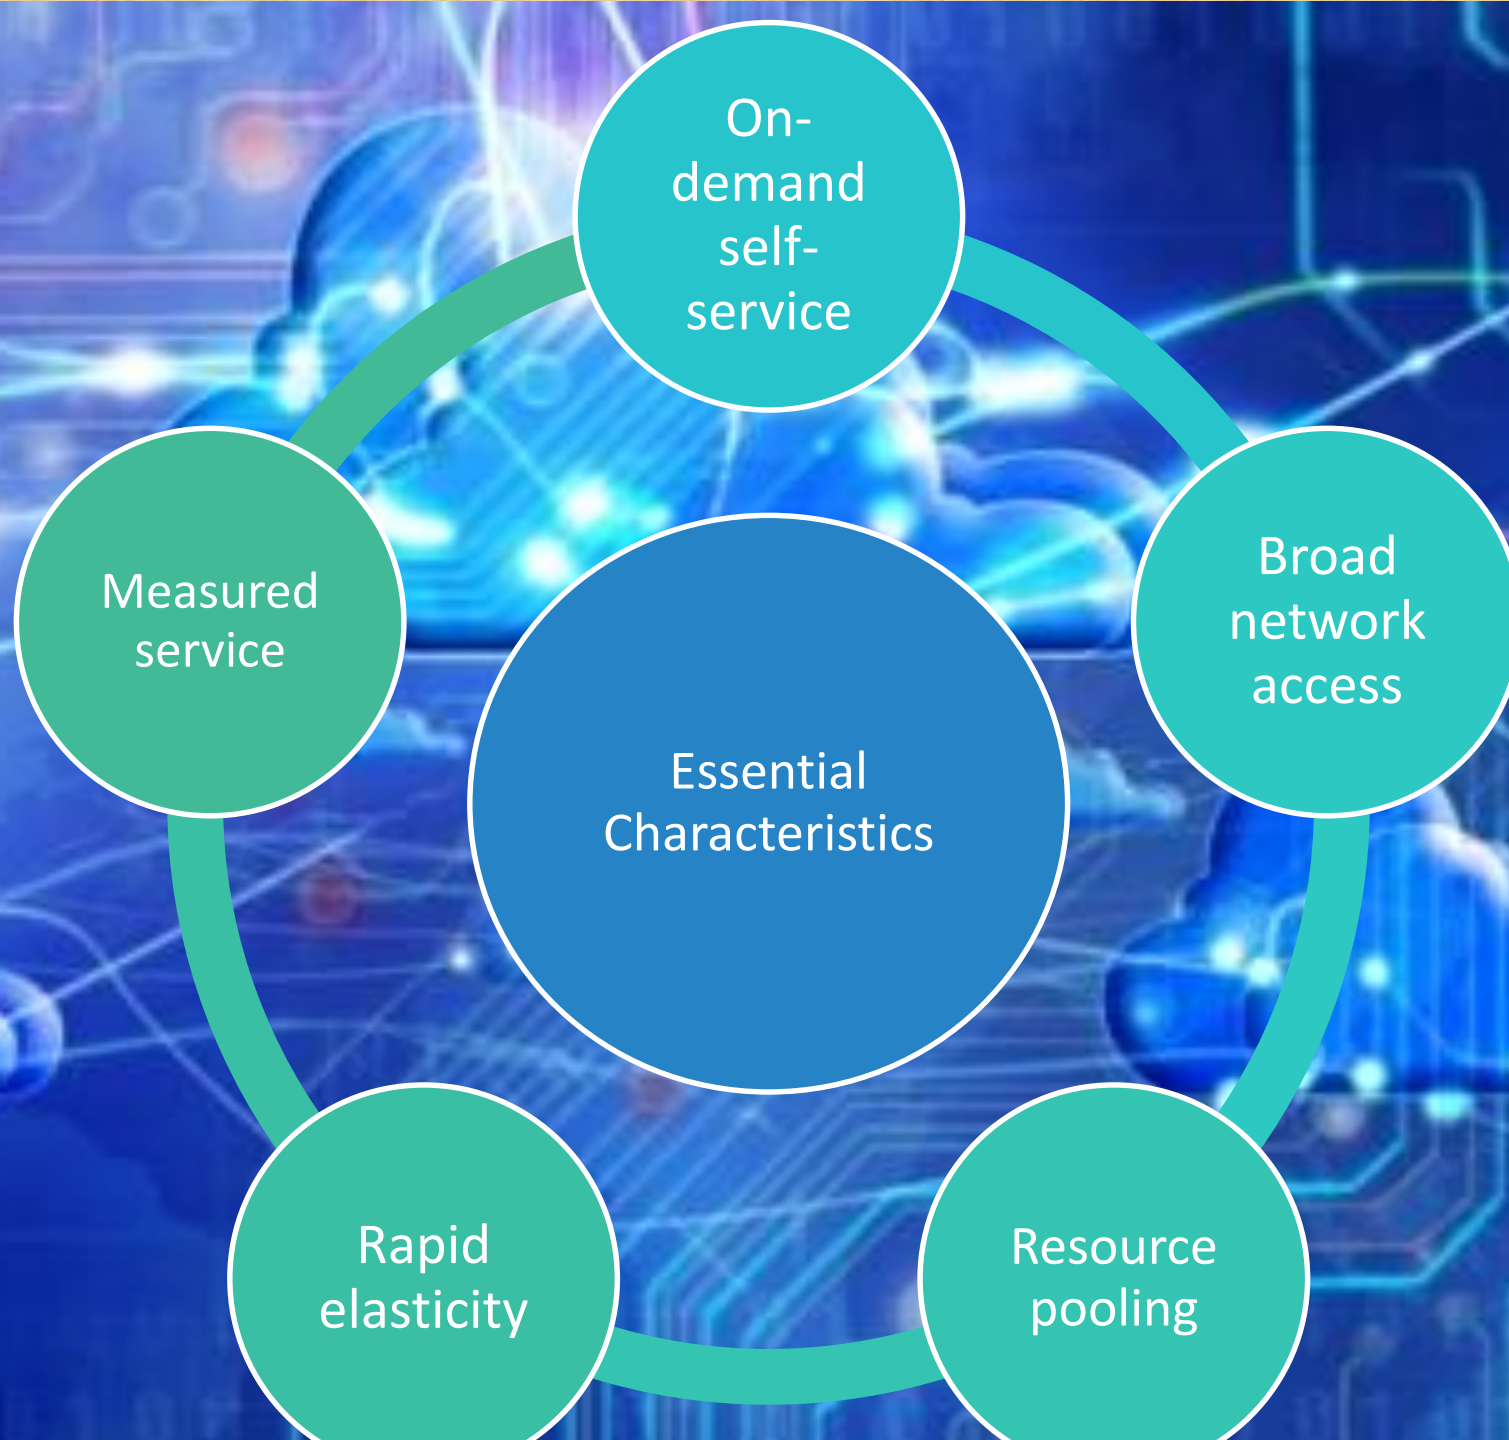 On-
demand
self-
service
Broad
network
access
Measured
service
Essential
Characteristics
Rapid
elasticity
Resource
pooling